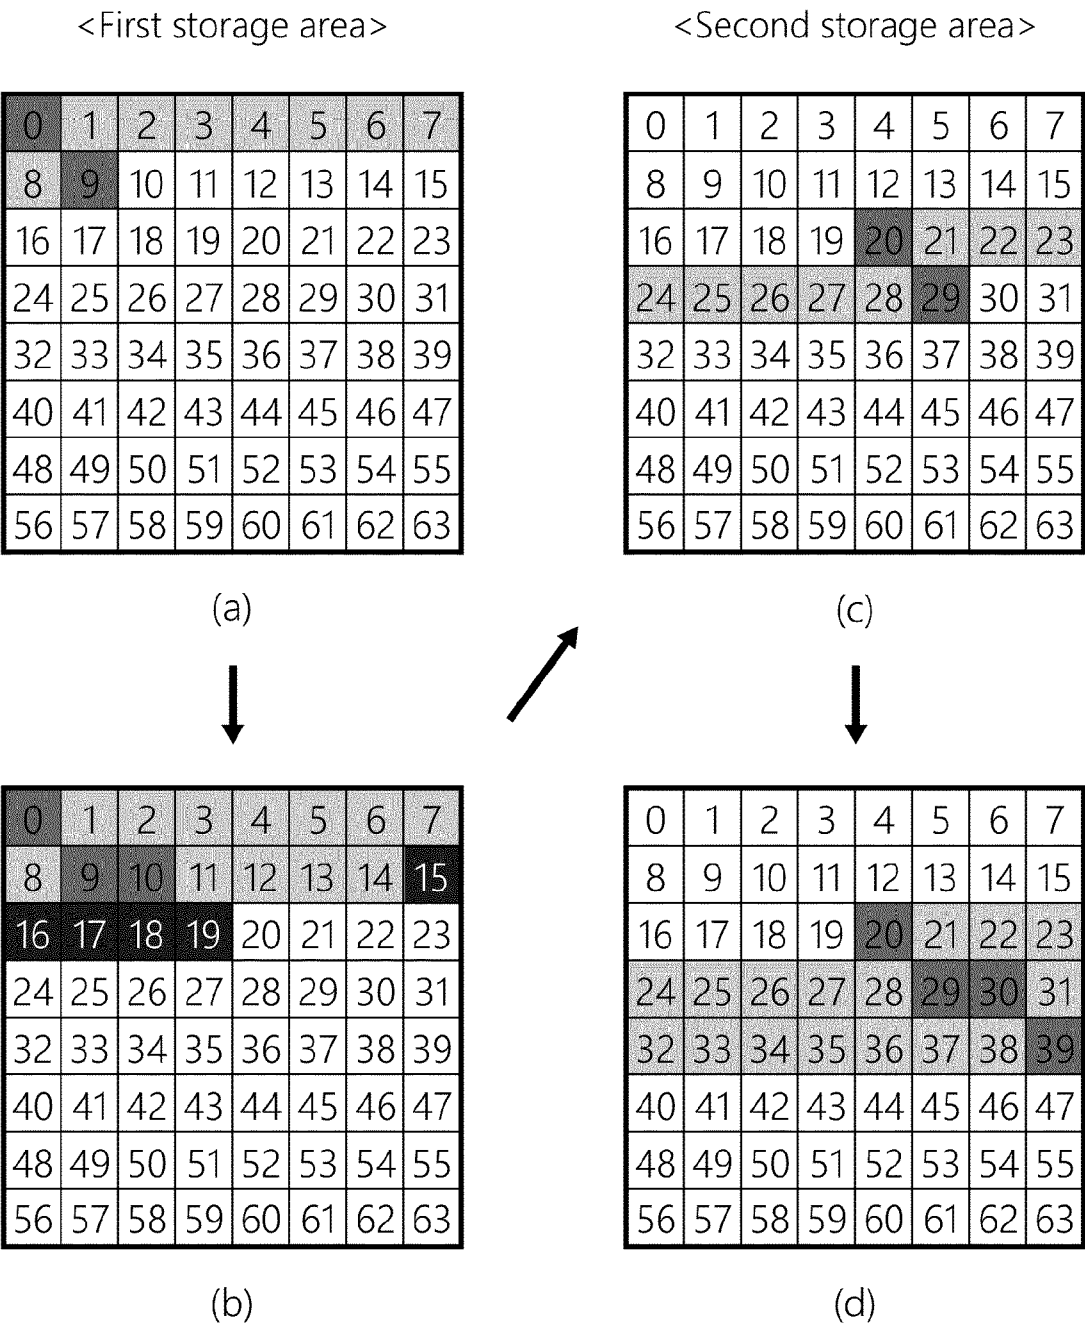 <First storage area>
<Second storage area>
0 1 2 3 4 5 6 7
8 9 10 11 12 13 14 15
16 17 18 19 20 21 22 23
24 25 26 27 28 29 30 31
32 33 34 35 36 37 38 39
40 41 42 43 44 45 46 47
48 49 50 51 52 53 54 55
56 57 58 59 60 61 62 63
(a)
0 1 2 3 4 5 6 7
8 9 10 11 12 13 14 15
16 17 18 19 20 21 22 23
24 25 26 27 28 29 30 31
32 33 34 35 36 37 38 39
40 41 42 43 44 45 46 47
48 49 50 51 52 53 54 55
56 57 58 59 60 61 62 63
(c)
0 1 2 3 4 5 6 7
8 9 10 11 12 13 14 15
16 17 18 19 20 21 22 23
24 25 26 27 28 29 30 31
32 33 34 35 36 37 38 39
40 41 42 43 44 45 46 47
48 49 50 51 52 53 54 55
56 57 58 59 60 61 62 63
(b)
0 1 2 3 4 5 6 7
8 9 10 11 12 13 14 15
16 17 18 19 20 21 22 23
24 25 26 27 28 29 30 31
32 33 34 35 36 37 38 39
40 41 42 43 44 45 46 47
48 49 50 51 52 53 54 55
56 57 58 59 60 61 62 63
(d)